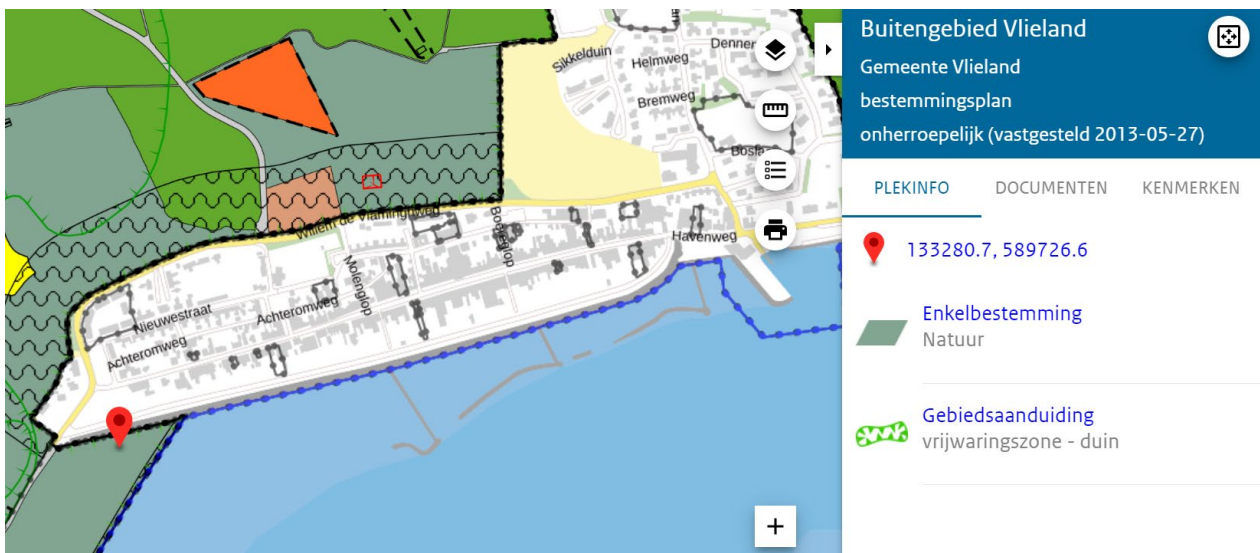 Sikkelduin
Denner
Helmweg
Bremweg
Bosla
Willem de Vlamingweg
Havenweg
Molenglop
Nieuwestraat
Achteromweg
Achteromweg
Buitengebied Vlieland
Gemeente Vlieland
bestemmingsplan
onherroepelijk (vastgesteld 2013-05-27)
PLEKINFO DOCUMENTEN KENMERKEN
133280.7, 589726.6
Enkelbestemming
Natuur
Gebiedsaanduiding
vrijwaringszone - duin